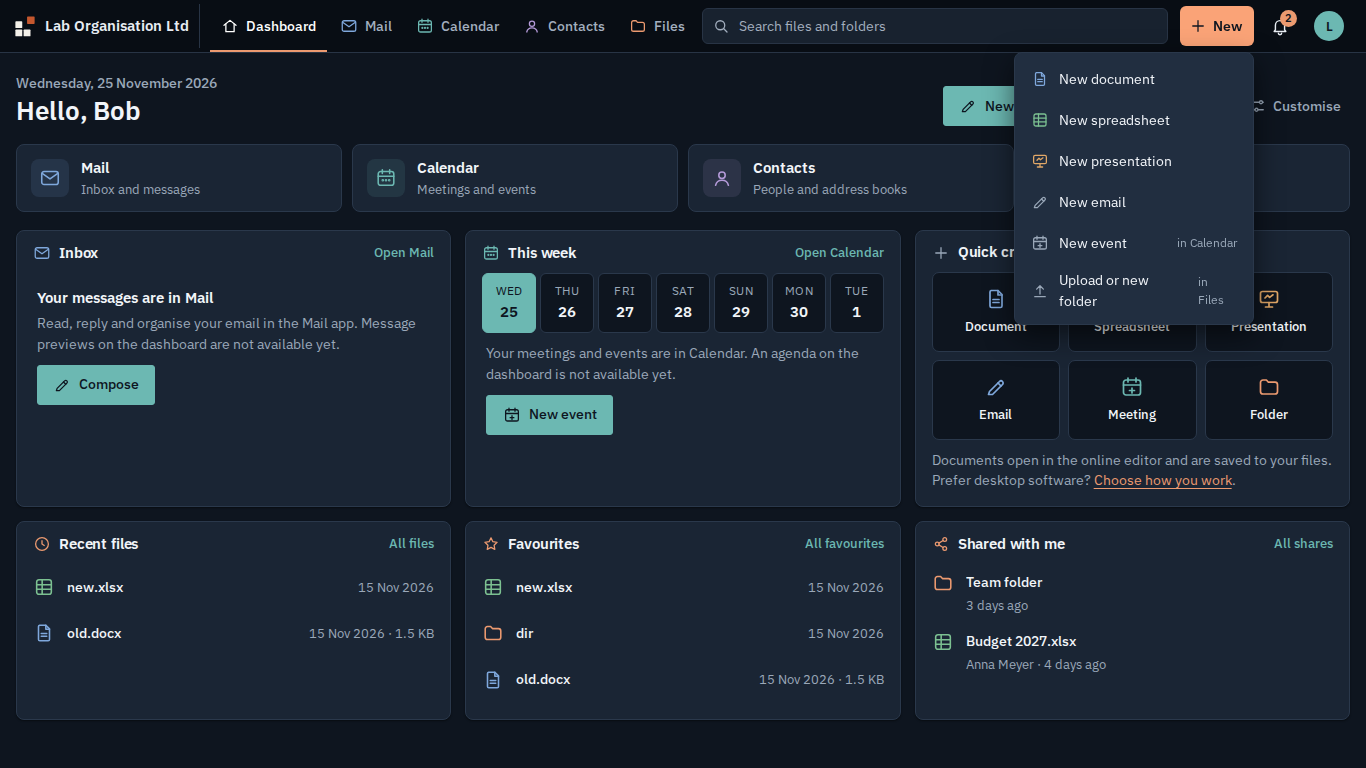 Lab Organisation Ltd
Dashboard
Mail
Calendar
Contacts
Files
Search files and folders
New
2
L
Wednesday, 25 November 2026
Hello, Bob
New
Customise
New document
New spreadsheet
New presentation
New email
New event
in Calendar
Upload or new
folder
in
Files
Mail
Inbox and messages
Calendar
Meetings and events
Contacts
People and address books
Inbox
Open Mail
Your messages are in Mail
Read, reply and organise your email in the Mail app. Message
previews on the dashboard are not available yet.
Compose
This week
Open Calendar
WED
25
THU
26
FRI
27
SAT
28
SUN
29
MON
30
TUE
1
Your meetings and events are in Calendar. An agenda on the
dashboard is not available yet.
New event
Quick cr
Document
Spreadsheet
Presentation
Email
Meeting
Folder
Documents open in the online editor and are saved to your files.
Prefer desktop software? Choose how you work.
Recent files
All files
new.xlsx
15 Nov 2026
old.docx
15 Nov 2026 · 1.5 KB
Favourites
All favourites
new.xlsx
15 Nov 2026
dir
15 Nov 2026
old.docx
15 Nov 2026 · 1.5 KB
Shared with me
All shares
Team folder
3 days ago
Budget 2027.xlsx
Anna Meyer · 4 days ago